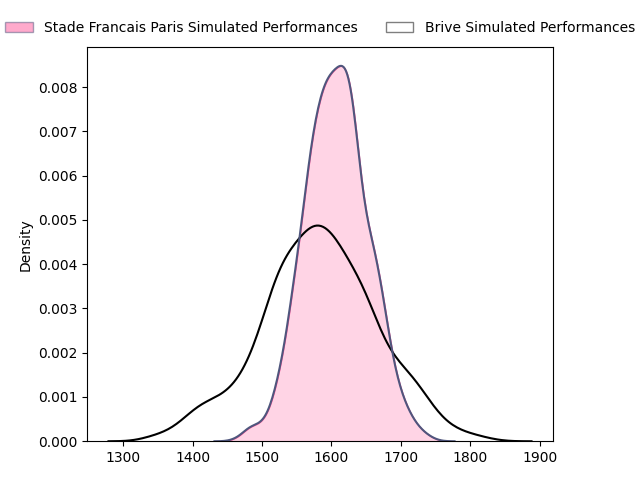 Stade Francais Paris Simulated Performances
Brive Simulated Performances
Density
0.008
0.007
0.006
0.005
0.004
0.003
0.002
0.001
0.000
1300 1400 1500 1600 1700 1800 1900